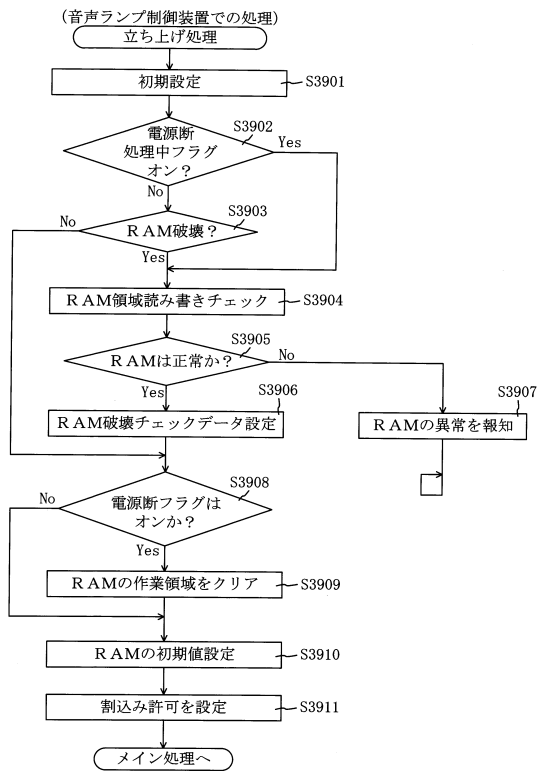 (音声ランプ制御装置での処理)
立ち上げ処理
初期設定
S3901
電源断
処理中フラグ
オン？
S3902
Yes
No
ＲＡＭ破壊？
S3903
No
Yes
ＲＡＭ領域読み書きチェック
S3904
ＲＡＭは正常か？
S3905
No
Yes
ＲＡＭ破壊チェックデータ設定
S3906
ＲＡＭの異常を報知
S3907
電源断フラグは
オンか？
S3908
No
Yes
ＲＡＭの作業領域をクリア
S3909
ＲＡＭの初期値設定
S3910
割込み許可を設定
S3911
メイン処理へ